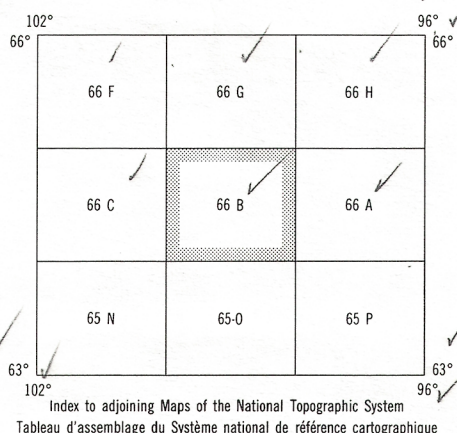 102° 96°
66° 66°
66 F 66 G 66 H
66 C 66 B 66 A
65 N 65-O 65 P
63° 63°
102° 96°
Index to adjoining Maps of the National Topographic System
Tableau d'assemblage du Système national de référence cartographique